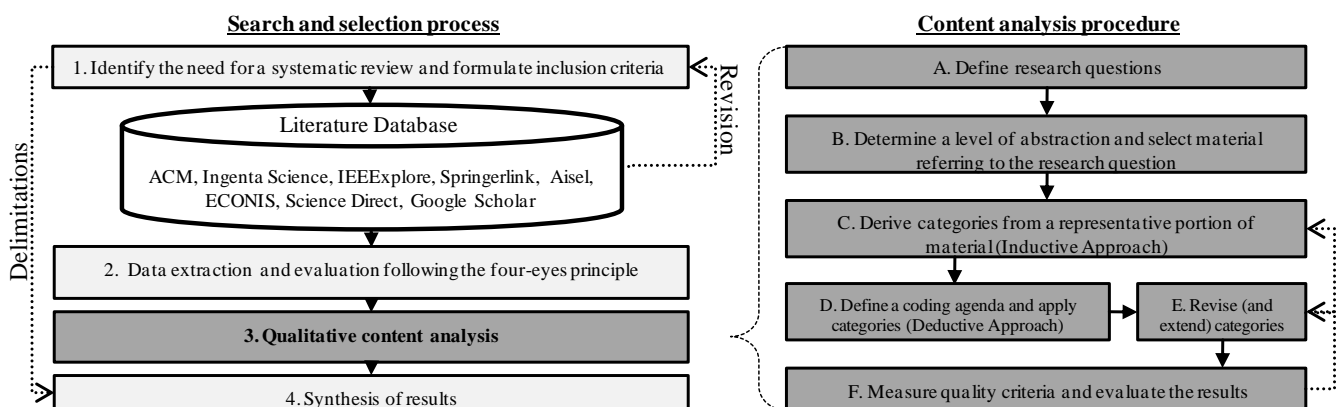 Search and selection process
1. Identify the need for a systematic review and formulate inclusion criteria
Literature Database
ACM, Ingenta Science, IEEExplore, Springerlink, Aisel,
ECONIS, Science Direct, Google Scholar
2. Data extraction and evaluation following the four-eyes principle
3. Qualitative content analysis
4. Synthesis of results
Delimitations
Revision
Content analysis procedure
A. Define research questions
B. Determine a level of abstraction and select material
referring to the research question
C. Derive categories from a representative portion of
material (Inductive Approach)
D. Define a coding agenda and apply
categories (Deductive Approach)
E. Revise (and
extend) categories
F. Measure quality criteria and evaluate the results